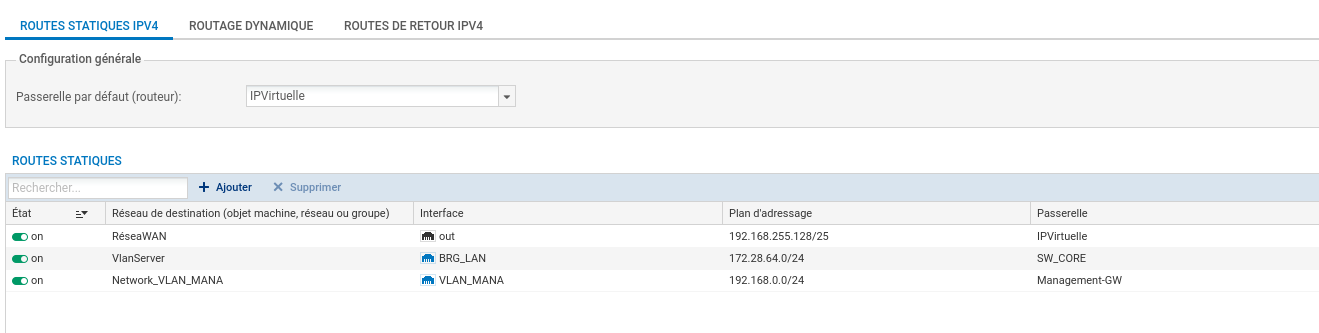 ROUTES STATIQUES IPV4 ROUTAGE DYNAMIQUE ROUTES DE RETOUR IPV4
Configuration générale
Passerelle par défaut (routeur): IPVirtuelle
ROUTES STATIQUES
Rechercher... Ajouter Supprimer
État Réseau de destination (objet machine, réseau ou groupe) Interface Plan d'adressage Passerelle
on RéseaWAN out 192.168.255.128/25 IPVirtuelle
on VlanServer BRG_LAN 172.28.64.0/24 SW_CORE
on Network_VLAN_MANA VLAN_MANA 192.168.0.0/24 Management-GW